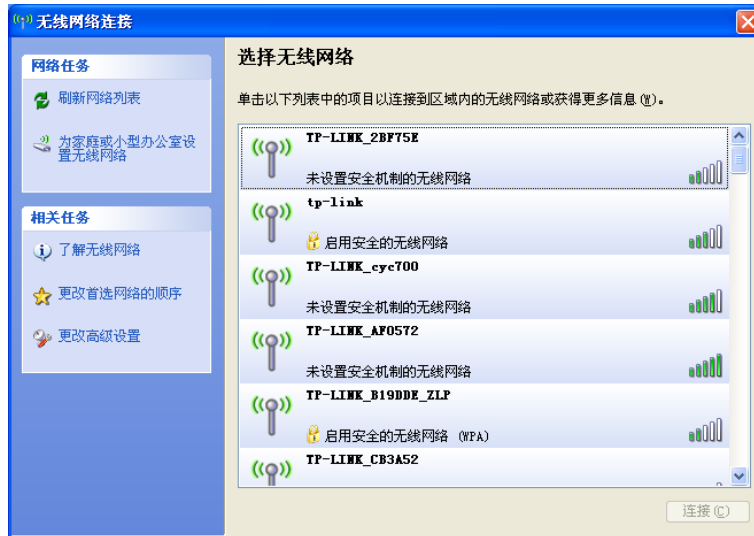 无线网络连接
网络任务
刷新网络列表
为家庭或小型办公室设
置无线网络
相关任务
了解无线网络
更改首选网络的顺序
更改高级设置
选择无线网络
单击以下列表中的项目以连接到区域内的无线网络或获得更多信息(W)。
TP-LINK_2BF75E
未设置安全机制的无线网络
tp-link
启用安全的无线网络
TP-LINK_cyc700
未设置安全机制的无线网络
TP-LINK_AF0572
未设置安全机制的无线网络
TP-LINK_B19DDE_ZLP
启用安全的无线网络 (WPA)
TP-LINK_CB3A52
连接(C)